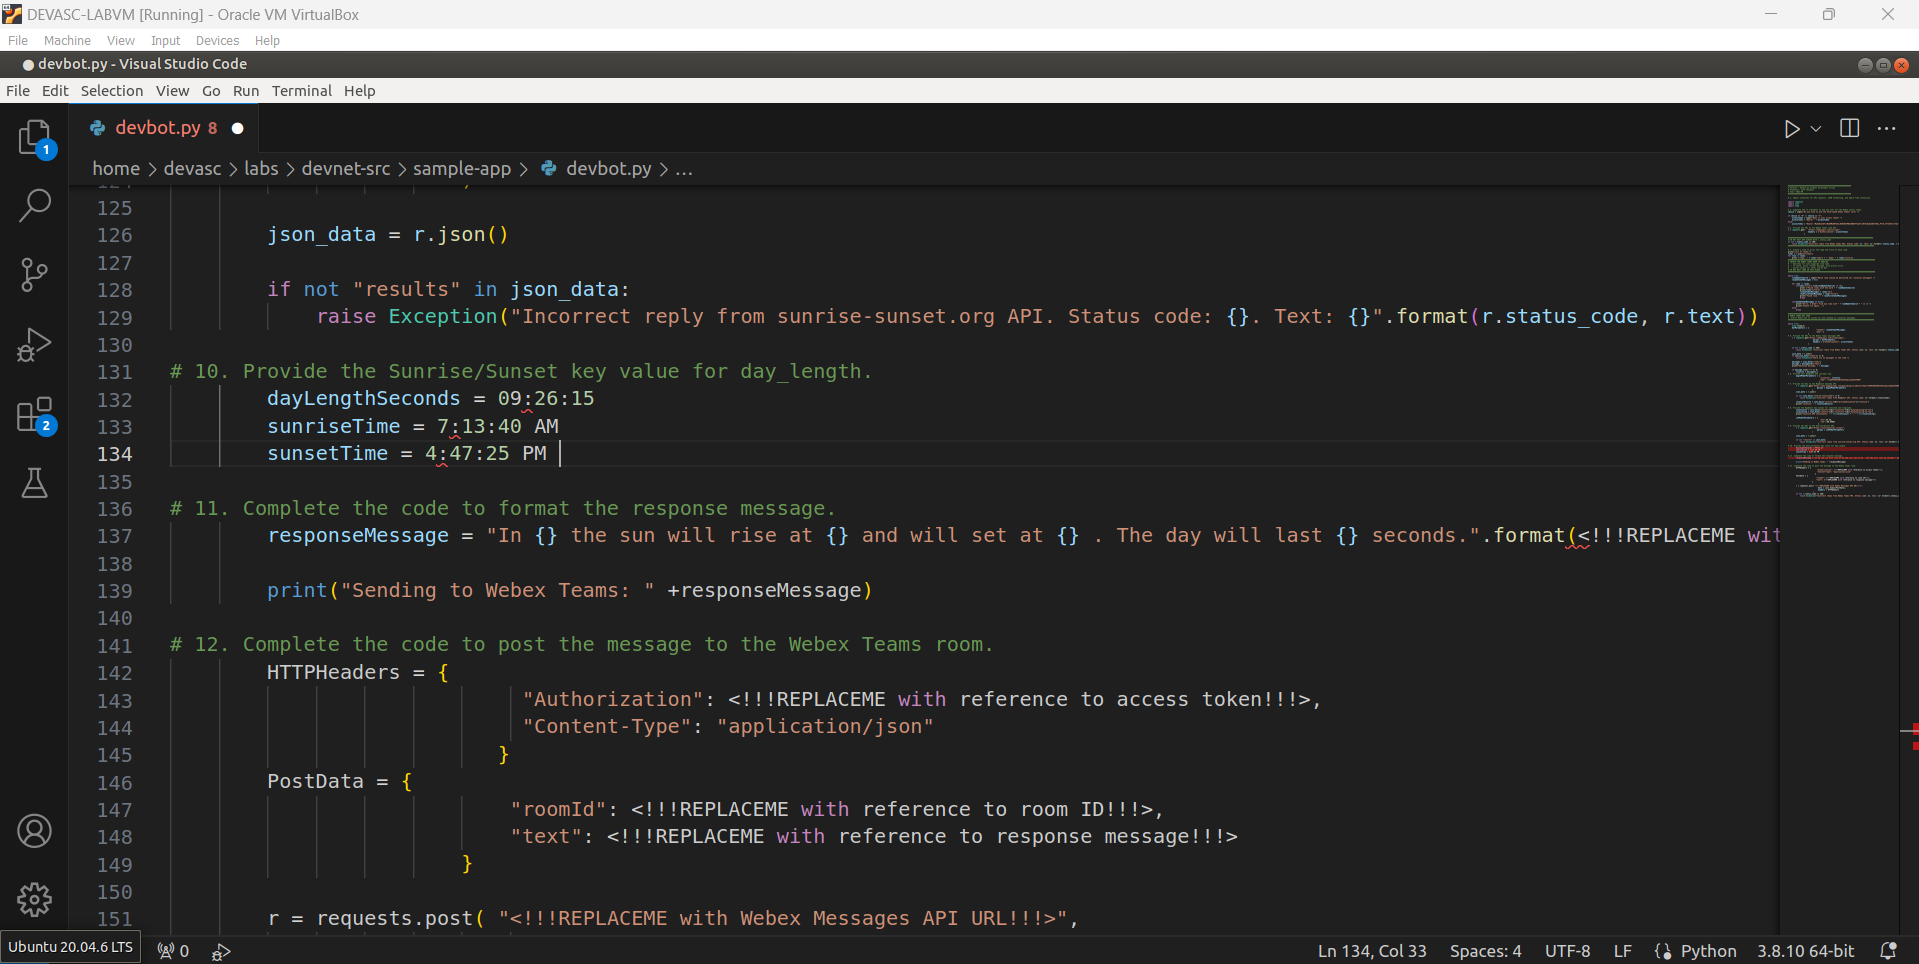 DEVASC-LABVM [Running] - Oracle VM VirtualBox
File Machine View Input Devices Help
devbot.py - Visual Studio Code
File Edit Selection View Go Run Terminal Help
1
devbot.py 8
home > devasc > labs > devnet-src > sample-app > devbot.py > ...
125
126 json_data = r.json()
127
128 if not "results" in json_data:
129 raise Exception("Incorrect reply from sunrise-sunset.org API. Status code: {}. Text: {}".format(r.status_code, r.text))
130
131 # 10. Provide the Sunrise/Sunset key value for day_length.
132 dayLengthSeconds = 09:26:15
133 sunriseTime = 7:13:40 AM
134 sunsetTime = 4:47:25 PM
2
135
136 # 11. Complete the code to format the response message.
137 responseMessage = "In {} the sun will rise at {} and will set at {} . The day will last {} seconds.".format(<!!!REPLACEME wit
138
139 print("Sending to Webex Teams: " +responseMessage)
140
141 # 12. Complete the code to post the message to the Webex Teams room.
142 HTTPHeaders = {
143 "Authorization": <!!!REPLACEME with reference to access token!!!>,
144 "Content-Type": "application/json"
145 }
146 PostData = {
147 "roomId": <!!!REPLACEME with reference to room ID!!!>,
148 "text": <!!!REPLACEME with reference to response message!!!>
149 }
150
151 r = requests.post( "<!!!REPLACEME with Webex Messages API URL!!!>",
Ubuntu 20.04.6 LTS 0 Ln 134, Col 33 Spaces: 4 UTF-8 LF Python 3.8.10 64-bit